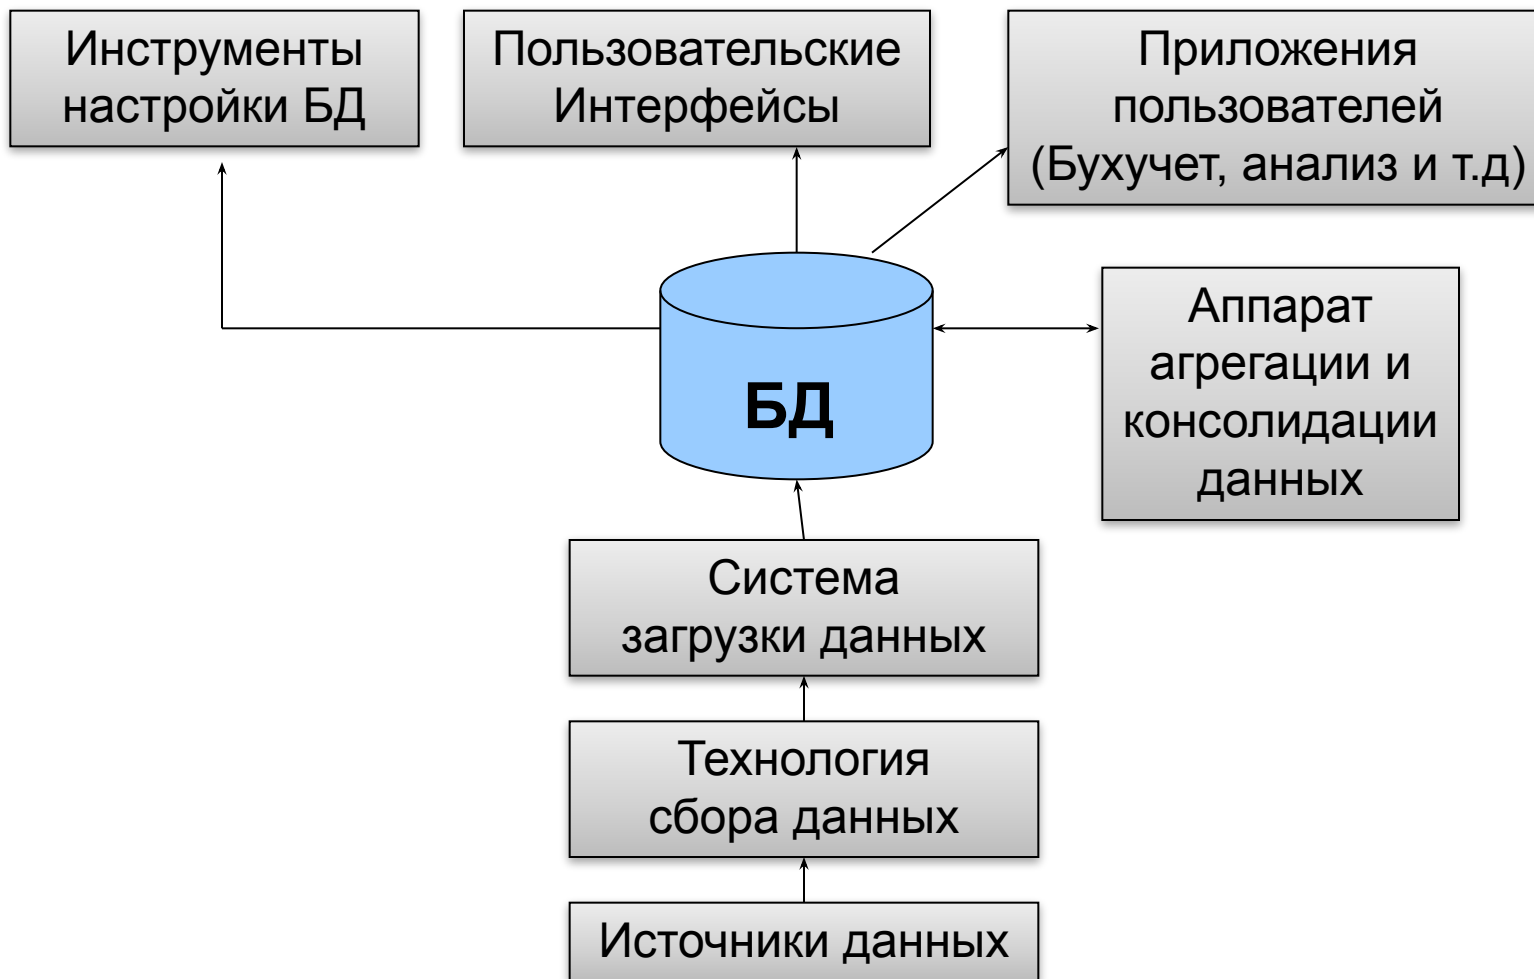 Инструменты
настройки БД
Пользовательские
Интерфейсы
Приложения
пользователей
(Бухучет, анализ и т.д)
Аппарат
агрегации и
консолидации
данных
БД
Система
загрузки данных
Технология
сбора данных
Источники данных